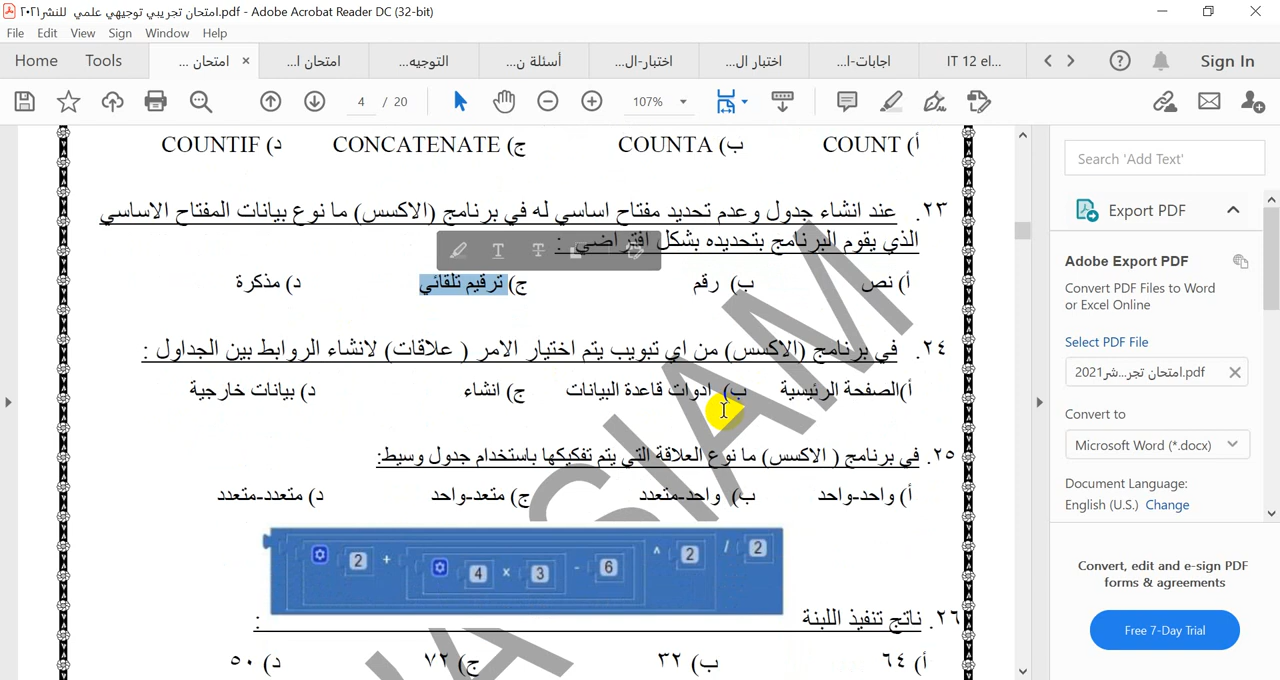 امتحان تجريبي توجيهي علمي للنشر٢٠٢١.pdf - Adobe Acrobat Reader DC (32-bit)
File Edit View Sign Window Help
Home Tools امتحان ... × امتحان ا... التوجيه... أسئلة ن... اختبار-ال... اختبار ال... اجابات-ا... IT 12 el... Sign In
4 / 20 107%
أ) COUNT ب) COUNTA ج) CONCATENATE د) COUNTIF
٢٣. عند انشاء جدول وعدم تحديد مفتاح اساسي له في برنامج (الاكسس) ما نوع بيانات المفتاح الاساسي
الذي يقوم البرنامج بتحديده بشكل افتراضي :
أ) نص ب) رقم ج) ترقيم تلقائي د) مذكرة
٢٤. في برنامج (الاكسس) من اي تبويب يتم اختيار الامر ( علاقات) لانشاء الروابط بين الجداول :
أ)الصفحة الرئيسية ب) ادوات قاعدة البيانات ج) انشاء د) بيانات خارجية
٢٥. في برنامج ( الاكسس) ما نوع العلاقة التي يتم تفكيكها باستخدام جدول وسيط:
أ) واحد-واحد ب) واحد-متعدد ج) متعد-واحد د) متعدد-متعدد
2 + 4 × 3 - 6 ^ 2 / 2
٢٦. ناتج تنفيذ اللبنة :
أ) ٦٤ ب) ٣٢ ج) ٧٢ د) ٥٠
SIAM
Search 'Add Text'
Export PDF
Adobe Export PDF
Convert PDF Files to Word
or Excel Online
Select PDF File
امتحان تجر...شر2021.pdf ×
Convert to
Microsoft Word (*.docx)
Document Language:
English (U.S.) Change
Convert, edit and e-sign PDF
forms & agreements
Free 7-Day Trial